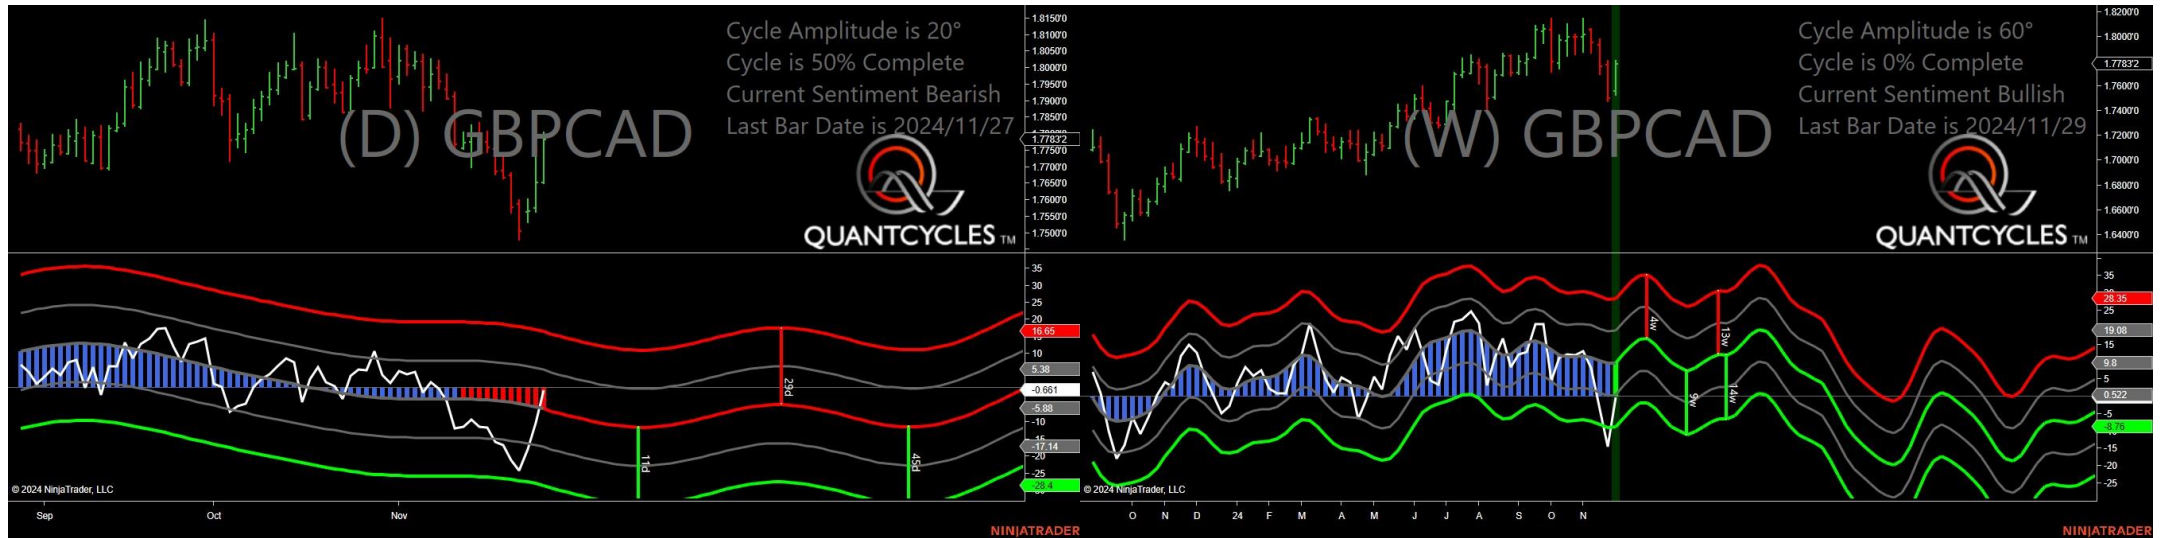 Cycle Amplitude is 20°
Cycle is 50% Complete
Current Sentiment Bearish
Last Bar Date is 2024/11/27
(D) GBPCAD
QUANTCYCLES TM
1.8150'0
1.8100'0
1.8050'0
1.8000'0
1.7950'0
1.7900'0
1.7850'0
1.7783'2
1.7750'0
1.7700'0
1.7650'0
1.7600'0
1.7550'0
1.7500'0
35
30
25
20
16.65
10
5.38
-0.661
-5.88
-10
-17.14
-20
-25
-28.4
29d
11d
45d
© 2024 NinjaTrader, LLC
Sep Oct Nov
NINJATRADER
Cycle Amplitude is 60°
Cycle is 0% Complete
Current Sentiment Bullish
Last Bar Date is 2024/11/29
(W) GBPCAD
QUANTCYCLES TM
1.8200'0
1.8000'0
1.7783'2
1.7600'0
1.7400'0
1.7200'0
1.7000'0
1.6800'0
1.6600'0
1.6400'0
35
28.35
19.08
15
9.8
5
0.522
-5
-8.76
-15
-20
-25
4w
13w
9w
14w
© 2024 NinjaTrader, LLC
O N D 24 F M A M J J A S O N
NINJATRADER